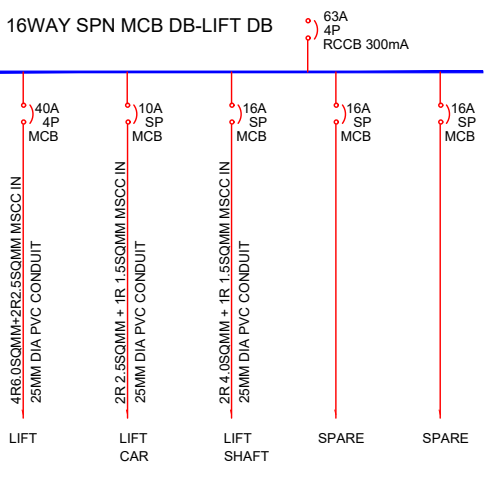 16WAY SPN MCB DB-LIFT DB
63A
4P
RCCB 300mA
40A
4P
MCB
10A
SP
MCB
16A
SP
MCB
16A
SP
MCB
16A
SP
MCB
4R6.0SQMM+2R2.5SQMM MSCC IN
25MM DIA PVC CONDUIT
2R 2.5SQMM + 1R 1.5SQMM MSCC IN
25MM DIA PVC CONDUIT
2R 4.0SQMM + 1R 1.5SQMM MSCC IN
25MM DIA PVC CONDUIT
LIFT
LIFT
CAR
LIFT
SHAFT
SPARE
SPARE